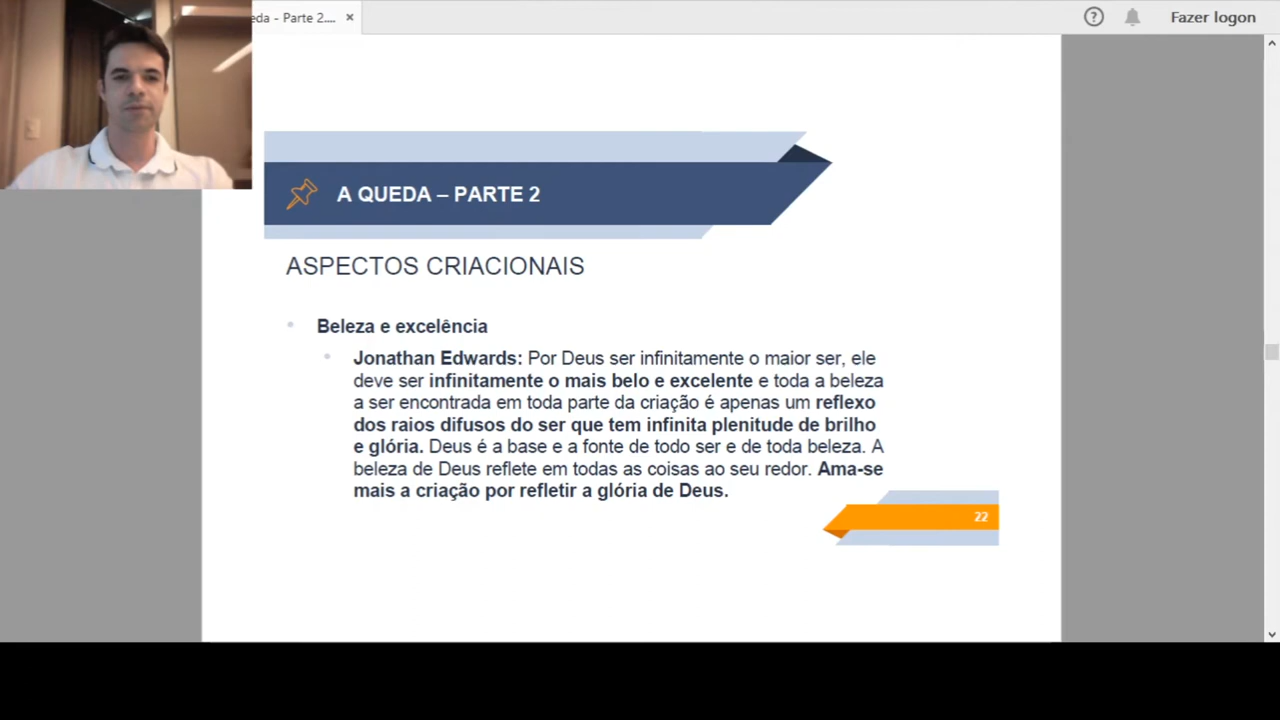 eda - Parte 2....
Fazer logon
A QUEDA – PARTE 2
ASPECTOS CRIACIONAIS
Beleza e excelência
Jonathan Edwards: Por Deus ser infinitamente o maior ser, ele
deve ser infinitamente o mais belo e excelente e toda a beleza
a ser encontrada em toda parte da criação é apenas um reflexo
dos raios difusos do ser que tem infinita plenitude de brilho
e glória. Deus é a base e a fonte de todo ser e de toda beleza. A
beleza de Deus reflete em todas as coisas ao seu redor. Ama-se
mais a criação por refletir a glória de Deus.
22